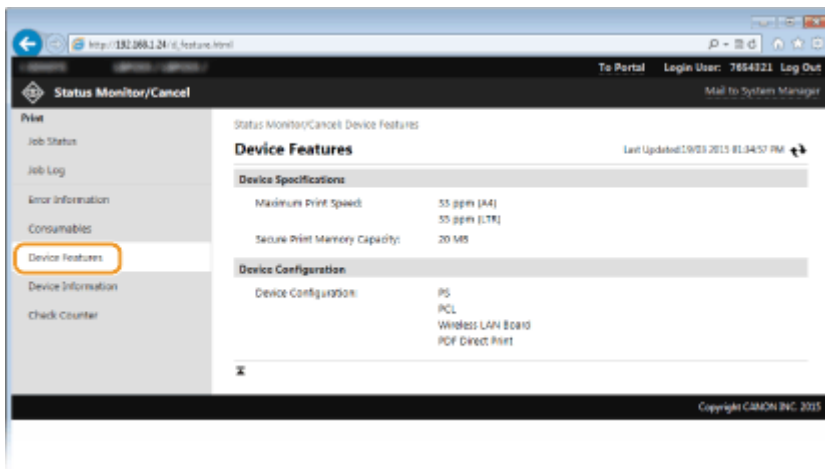 http://192.168.1.24/d_feature.html
To Portal Login User: 7654321 Log Out
Status Monitor/Cancel
Mail to System Manager
Print
Job Status
Job Log
Error Information
Consumables
Device Features
Device Information
Check Counter
Status Monitor/Cancel: Device Features
Device Features
Last Updated:19/03 2015 01:34:57 PM
Device Specifications
Maximum Print Speed: 33 ppm (A4)
35 ppm (LTR)
Secure Print Memory Capacity: 20 MB
Device Configuration
Device Configuration: PS
PCL
Wireless LAN Board
PDF Direct Print
Copyright CANON INC. 2015